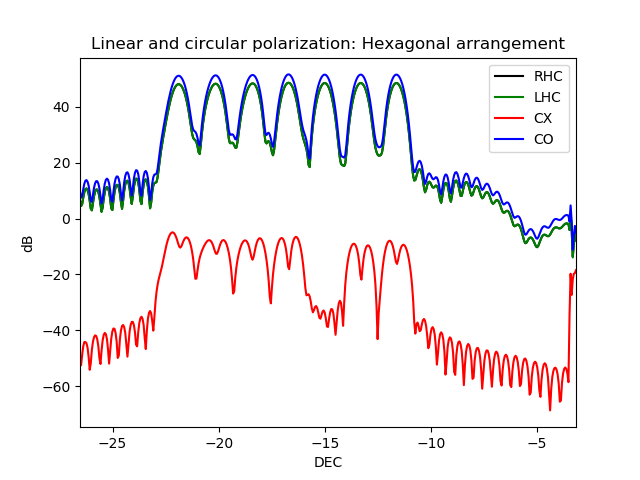 Linear and circular polarization: Hexagonal arrangement
RHC
LHC
CX
CO
40
20
0
−20
−40
−60
dB
−25
−20
−15
−10
−5
DEC